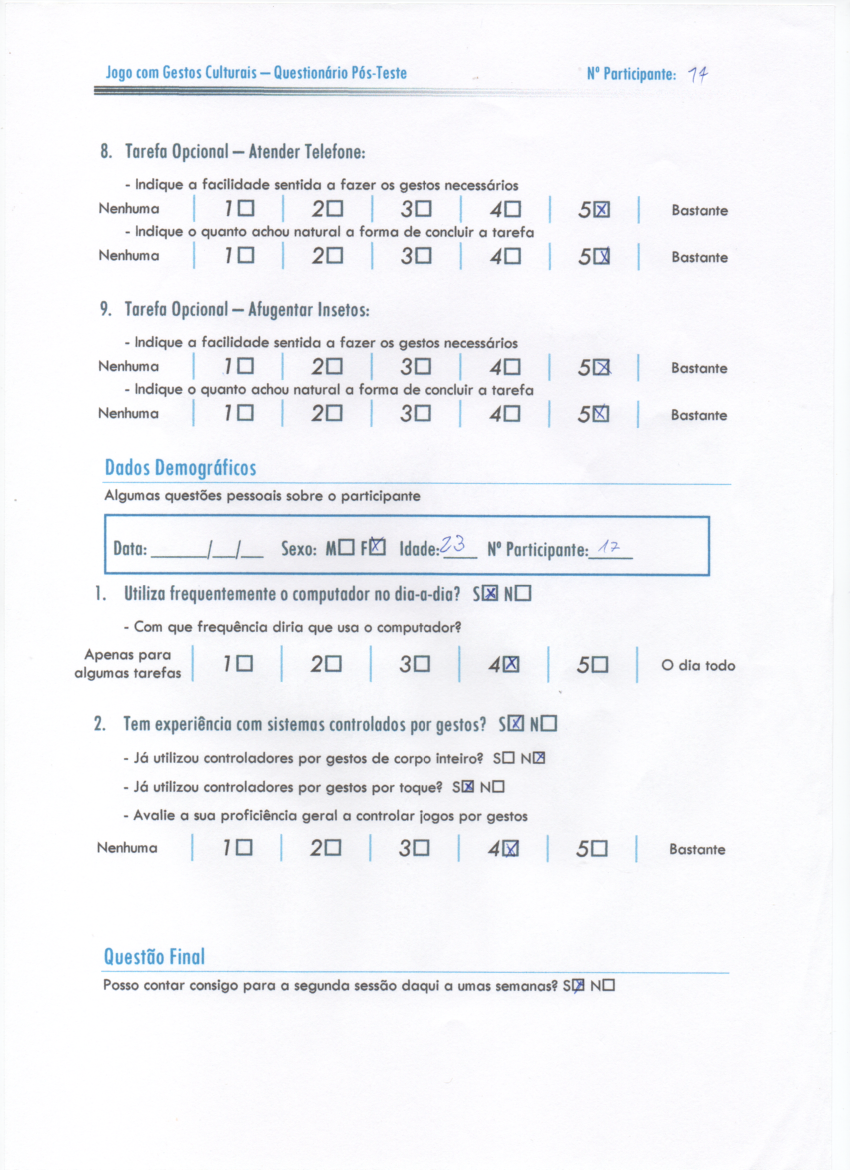 Jogo com Gestos Culturais – Questionário Pós-Teste Nº Participante: 17
8. Tarefa Opcional – Atender Telefone:
- Indique a facilidade sentida a fazer os gestos necessários
Nenhuma 1☐ 2☐ 3☐ 4☐ 5☒ Bastante
- Indique o quanto achou natural a forma de concluir a tarefa
Nenhuma 1☐ 2☐ 3☐ 4☐ 5☒ Bastante
9. Tarefa Opcional – Afugentar Insetos:
- Indique a facilidade sentida a fazer os gestos necessários
Nenhuma 1☐ 2☐ 3☐ 4☐ 5☒ Bastante
- Indique o quanto achou natural a forma de concluir a tarefa
Nenhuma 1☐ 2☐ 3☐ 4☐ 5☒ Bastante
Dados Demográficos
Algumas questões pessoais sobre o participante
Data: ______/__/__ Sexo: M☐ F☒ Idade: 23 Nº Participante: 17
1. Utiliza frequentemente o computador no dia-a-dia? S☒ N☐
- Com que frequência diria que usa o computador?
Apenas para
algumas tarefas 1☐ 2☐ 3☐ 4☒ 5☐ O dia todo
2. Tem experiência com sistemas controlados por gestos? S☒ N☐
- Já utilizou controladores por gestos de corpo inteiro? S☐ N☒
- Já utilizou controladores por gestos por toque? S☒ N☐
- Avalie a sua proficiência geral a controlar jogos por gestos
Nenhuma 1☐ 2☐ 3☐ 4☒ 5☐ Bastante
Questão Final
Posso contar consigo para a segunda sessão daqui a umas semanas? S☒ N☐